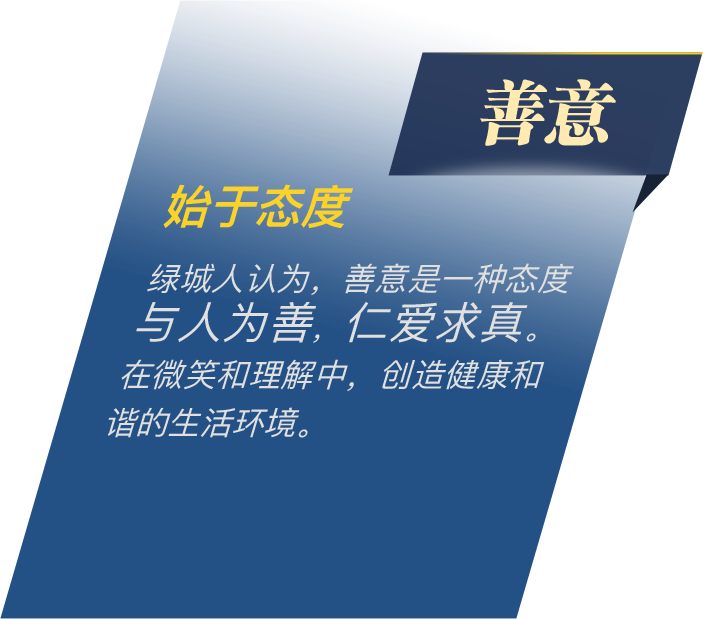 善意
始于态度
绿城人认为，善意是一种态度
与人为善，仁爱求真。
在微笑和理解中，创造健康和
谐的生活环境。